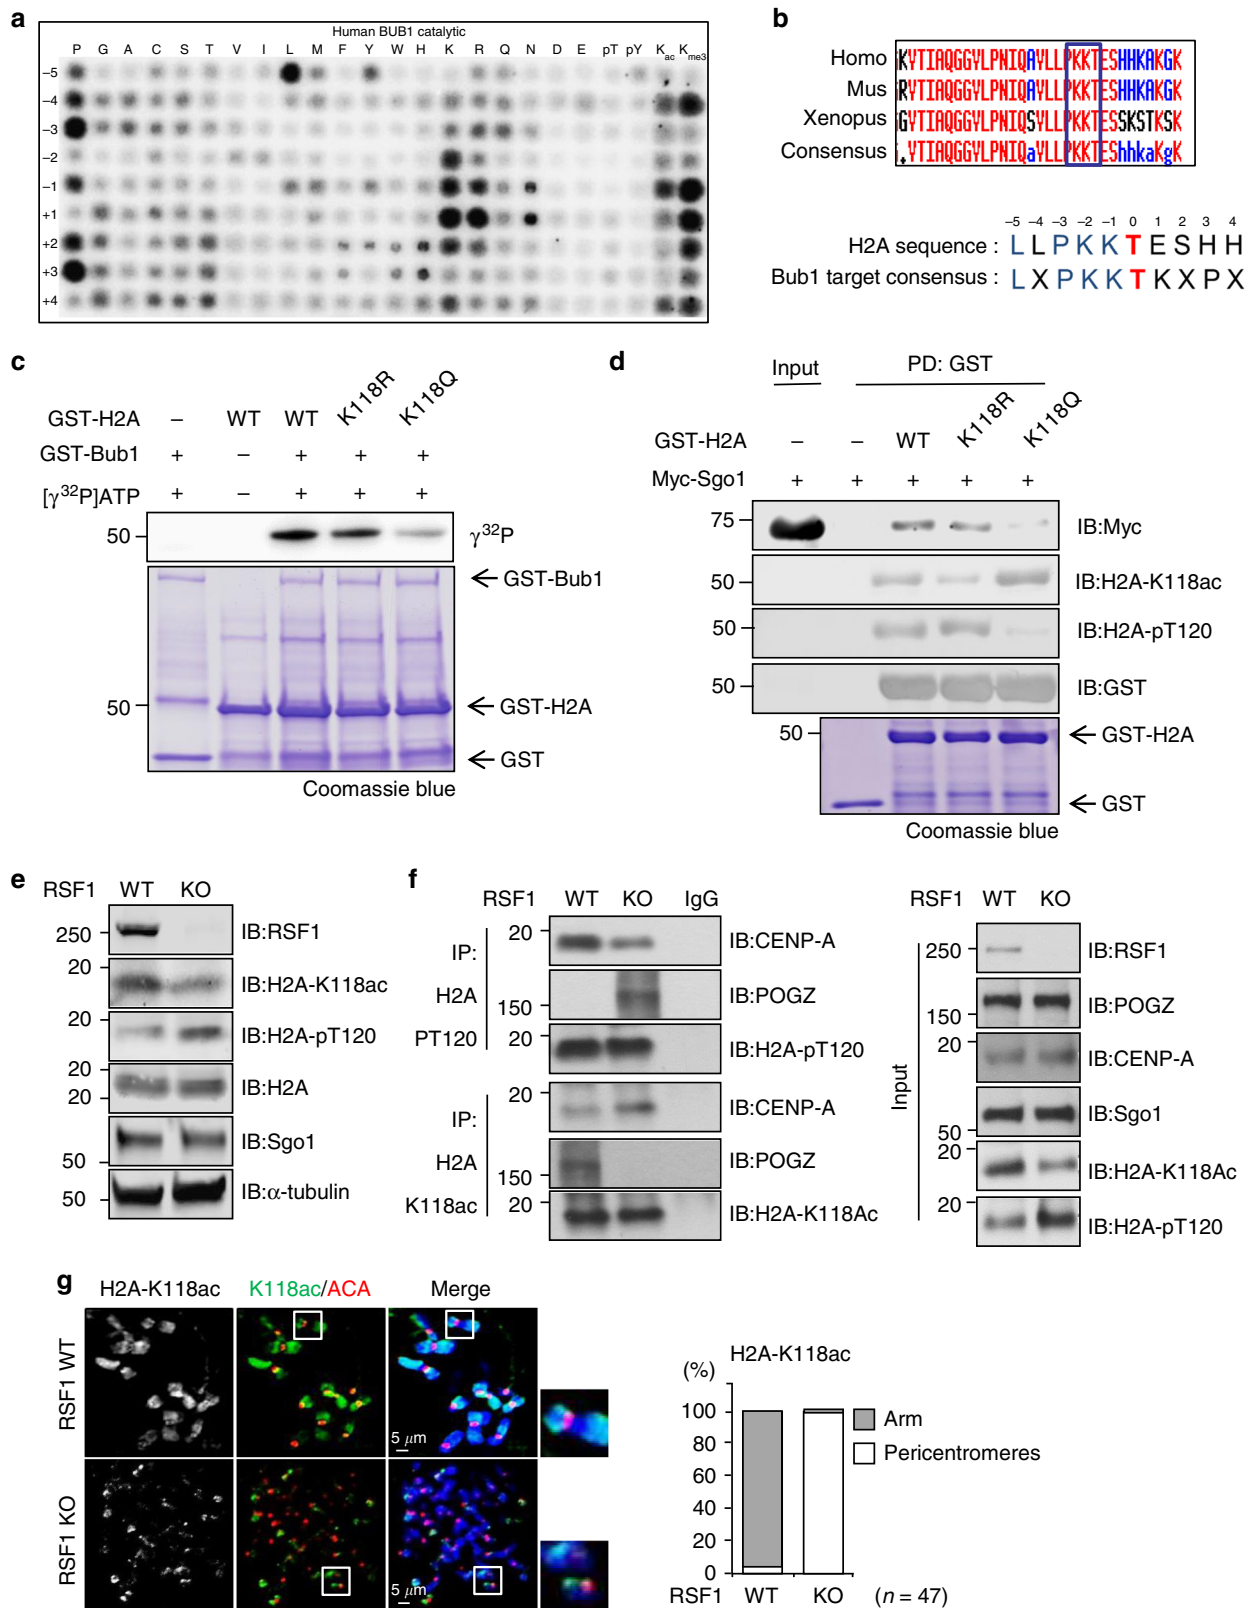 a
Human BUB1 catalytic
P G A C S T V I L M F Y W H K R Q N D E pT pY Kac Kme3
−5
−4
−3
−2
−1
+1
+2
+3
+4
b
Homo KVTIAQGGVLPNIQAVLLPKKTESHHKAKGK
Mus RVTIAQGGVLPNIQAVLLPKKTESHHKAKGK
Xenopus GVTIAQGGVLPNIQSVLLPKKTESSKSTKSK
Consensus .VTIAQGGVLPNIQaVLLPKKTEShhkaKgK
−5 −4 −3 −2 −1 0 1 2 3 4
H2A sequence : L L P K K T E S H H
Bub1 target consensus : L X P K K T K X P X
c
GST-H2A – WT WT K118R K118Q
GST-Bub1 + – + + +
[γ32P]ATP + – + + +
50 γ32P
GST-Bub1
50 GST-H2A
GST
Coomassie blue
d
Input PD: GST
GST-H2A – – WT K118R K118Q
Myc-Sgo1 + + + + +
75 IB:Myc
50 IB:H2A-K118ac
50 IB:H2A-pT120
50 IB:GST
50 GST-H2A
GST
Coomassie blue
e
RSF1 WT KO
250 IB:RSF1
20 IB:H2A-K118ac
20 IB:H2A-pT120
20
20 IB:H2A
IB:Sgo1
50
50 IB:α-tubulin
f
RSF1 WT KO IgG
IP: H2A PT120
20 IB:CENP-A
150 IB:POGZ
20 IB:H2A-pT120
IP: H2A K118ac
20 IB:CENP-A
150 IB:POGZ
20 IB:H2A-K118Ac
RSF1 WT KO
Input
250 IB:RSF1
150 IB:POGZ
20 IB:CENP-A
50 IB:Sgo1
20 IB:H2A-K118Ac
20 IB:H2A-pT120
g
H2A-K118ac K118ac/ACA Merge
RSF1 WT
5 μm
RSF1 KO
5 μm
H2A-K118ac
(%)
100
80
60
40
20
0
Arm
Pericentromeres
RSF1 WT KO (n = 47)